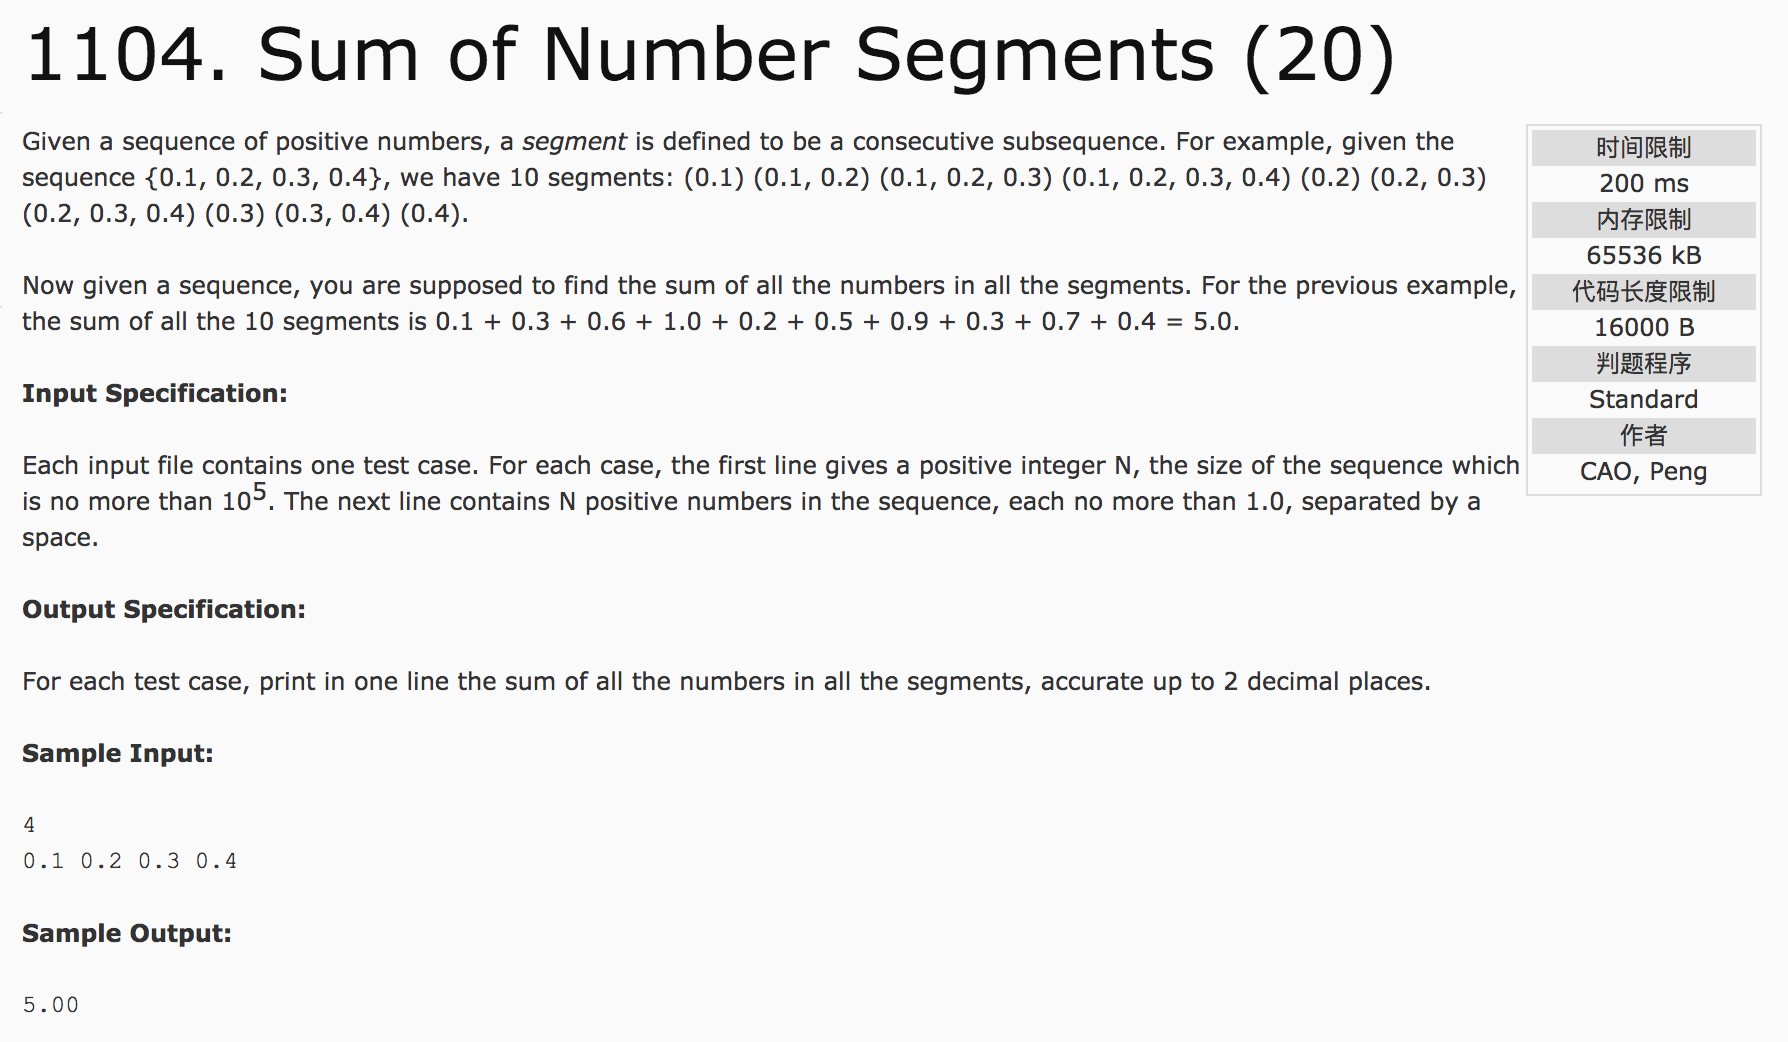 1104. Sum of Number Segments (20)
Given a sequence of positive numbers, a segment is defined to be a consecutive subsequence. For example, given the
sequence {0.1, 0.2, 0.3, 0.4}, we have 10 segments: (0.1) (0.1, 0.2) (0.1, 0.2, 0.3) (0.1, 0.2, 0.3, 0.4) (0.2) (0.2, 0.3)
(0.2, 0.3, 0.4) (0.3) (0.3, 0.4) (0.4).
Now given a sequence, you are supposed to find the sum of all the numbers in all the segments. For the previous example,
the sum of all the 10 segments is 0.1 + 0.3 + 0.6 + 1.0 + 0.2 + 0.5 + 0.9 + 0.3 + 0.7 + 0.4 = 5.0.
Input Specification:
Each input file contains one test case. For each case, the first line gives a positive integer N, the size of the sequence which
is no more than 10^5. The next line contains N positive numbers in the sequence, each no more than 1.0, separated by a
space.
Output Specification:
For each test case, print in one line the sum of all the numbers in all the segments, accurate up to 2 decimal places.
Sample Input:
4
0.1 0.2 0.3 0.4
Sample Output:
5.00
时间限制
200 ms
内存限制
65536 kB
代码长度限制
16000 B
判题程序
Standard
作者
CAO, Peng